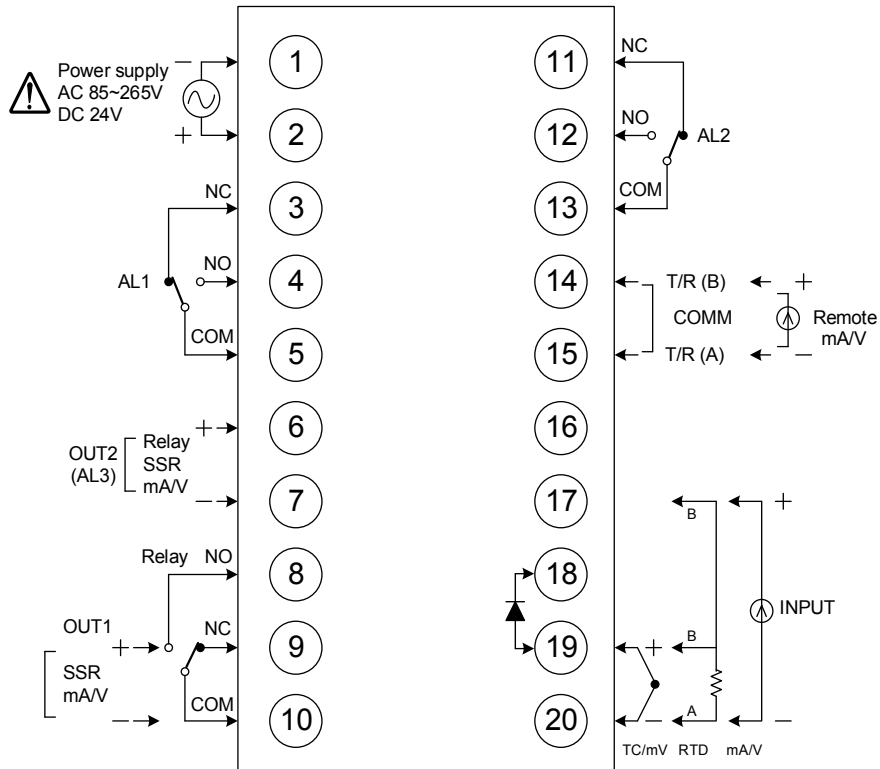 Power supply
AC 85~265V
DC 24V
−
+
1
2
NC
3
AL1
NO
4
COM
5
OUT2
(AL3)
Relay
SSR
mA/V
+
−
6
7
Relay
NO
8
OUT1
+
NC
9
SSR
mA/V
−
COM
10
11
NC
12
NO
AL2
13
COM
14
T/R (B)
+
COMM
Remote
mA/V
15
T/R (A)
−
16
17
B
+
18
INPUT
19
+
B
20
−
A
−
TC/mV RTD mA/V